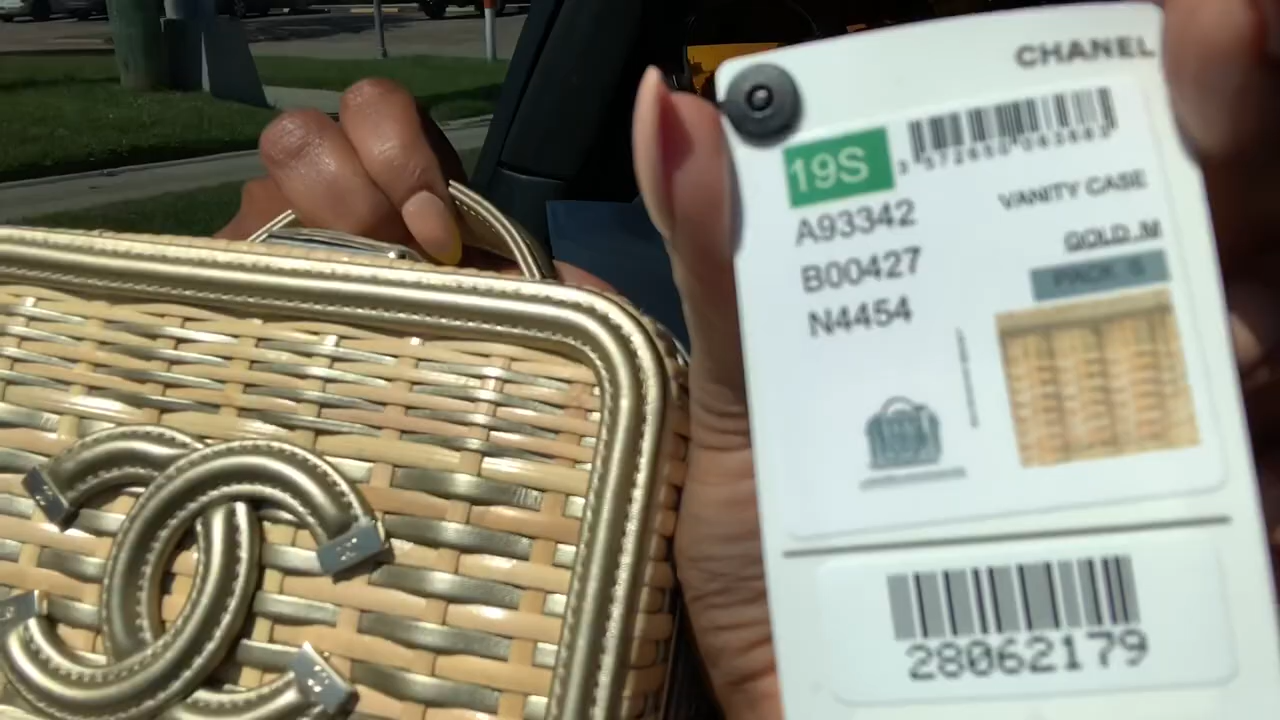 CHANEL
19S
A93342
VANITY CASE
B00427
GOLD .M
N4454
28062179